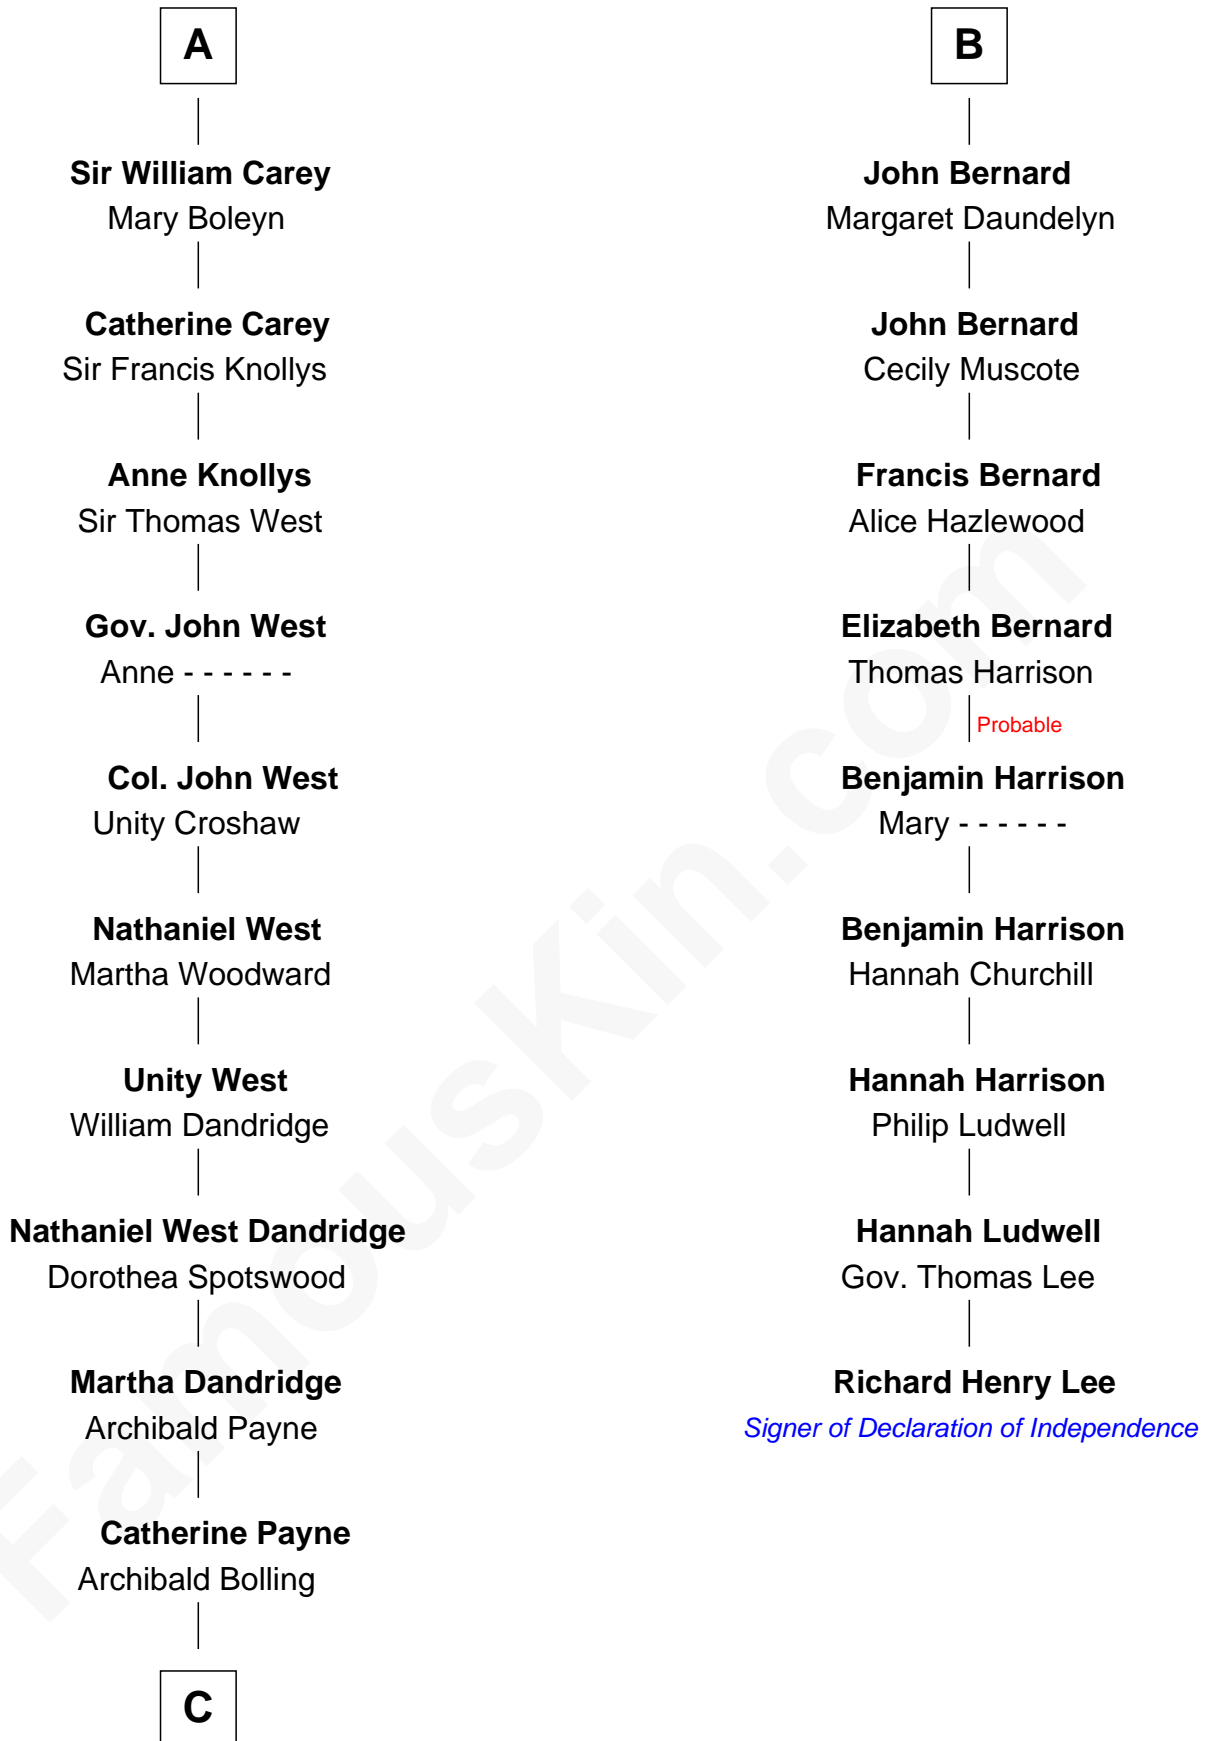 A
Sir William Carey
Mary Boleyn
Catherine Carey
Sir Francis Knollys
Anne Knollys
Sir Thomas West
Gov. John West
Anne - - - - - -
Col. John West
Unity Croshaw
Nathaniel West
Martha Woodward
Unity West
William Dandridge
Nathaniel West Dandridge
Dorothea Spotswood
Martha Dandridge
Archibald Payne
Catherine Payne
Archibald Bolling
C
B
John Bernard
Margaret Daundelyn
John Bernard
Cecily Muscote
Francis Bernard
Alice Hazlewood
Elizabeth Bernard
Thomas Harrison
Probable
Benjamin Harrison
Mary - - - - - -
Benjamin Harrison
Hannah Churchill
Hannah Harrison
Philip Ludwell
Hannah Ludwell
Gov. Thomas Lee
Richard Henry Lee
Signer of Declaration of Independence
FamousKin.com